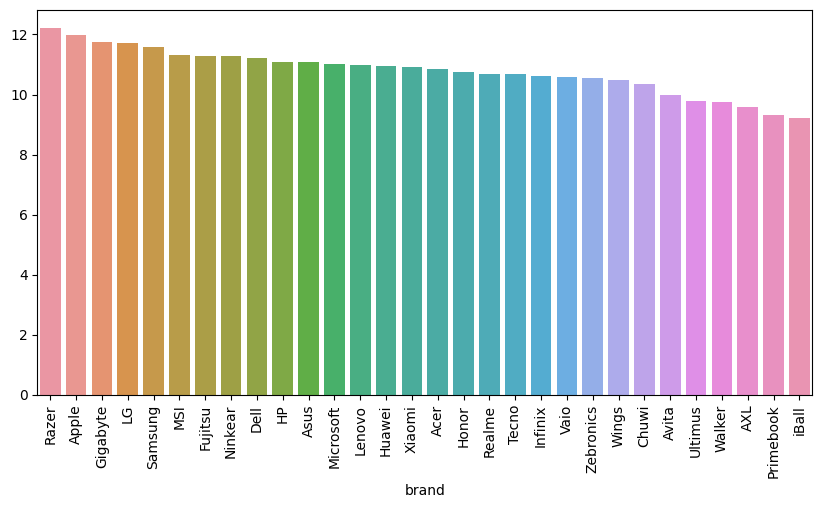 12
10
8
6
4
2
0
Razer
Apple
Gigabyte
LG
Samsung
MSI
Fujitsu
Ninkear
Dell
HP
Asus
Microsoft
Lenovo
Huawei
Xiaomi
Acer
Honor
Realme
Tecno
Infinix
Vaio
Zebronics
Wings
Chuwi
Avita
Ultimus
Walker
AXL
Primebook
iBall
brand